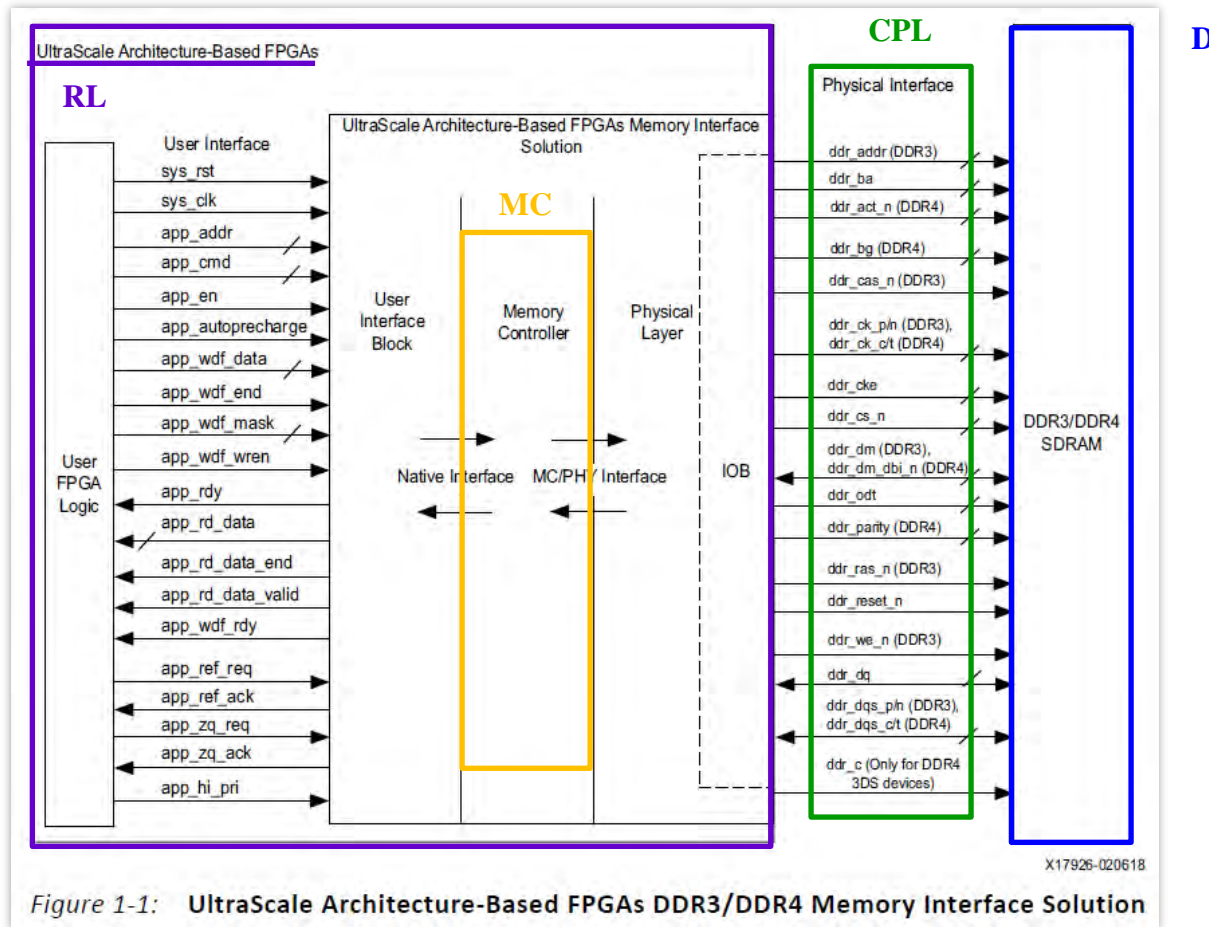 CPL
D
UltraScale Architecture-Based FPGAs
RL
Physical Interface
User Interface
UltraScale Architecture-Based FPGAs Memory Interface
Solution
sys_rst
sys_clk
app_addr
app_cmd
app_en
app_autoprecharge
app_wdf_data
app_wdf_end
app_wdf_mask
app_wdf_wren
app_rdy
app_rd_data
app_rd_data_end
app_rd_data_valid
app_wdf_rdy
app_ref_req
app_ref_ack
app_zq_req
app_zq_ack
app_hi_pri
User
FPGA
Logic
MC
User
Interface
Block
Memory
Controller
Physical
Layer
Native Interface
MC/PHY Interface
IOB
ddr_addr (DDR3)
ddr_ba
ddr_act_n (DDR4)
ddr_bg (DDR4)
ddr_cas_n (DDR3)
ddr_ck_p/n (DDR3),
ddr_ck_c/t (DDR4)
ddr_cke
ddr_cs_n
ddr_dm (DDR3),
ddr_dm_dbi_n (DDR4)
ddr_odt
ddr_parity (DDR4)
ddr_ras_n (DDR3)
ddr_reset_n
ddr_we_n (DDR3)
ddr_dq
ddr_dqs_p/n (DDR3),
ddr_dqs_c/t (DDR4)
ddr_c (Only for DDR4
3DS devices)
DDR3/DDR4
SDRAM
X17926-020618
Figure 1-1: UltraScale Architecture-Based FPGAs DDR3/DDR4 Memory Interface Solution